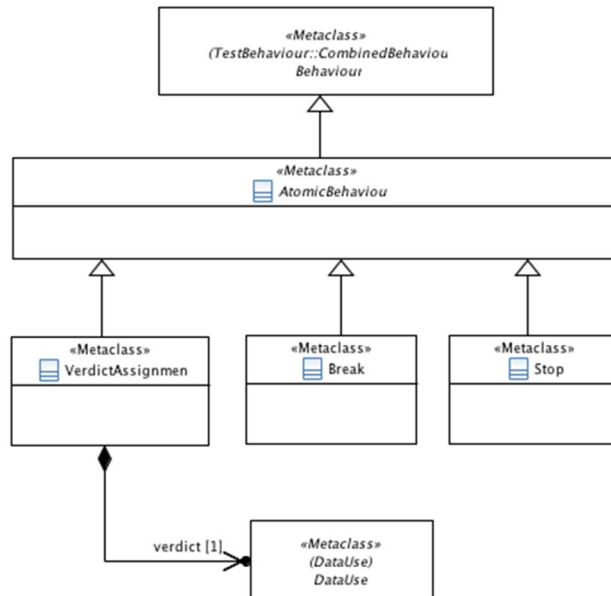 «Metaclass»
(TestBehaviour::CombinedBehaviou
Behaviour
«Metaclass»
AtomicBehaviou
«Metaclass»
VerdictAssignmen
«Metaclass»
Break
«Metaclass»
Stop
verdict [1]
«Metaclass»
(DataUse)
DataUse